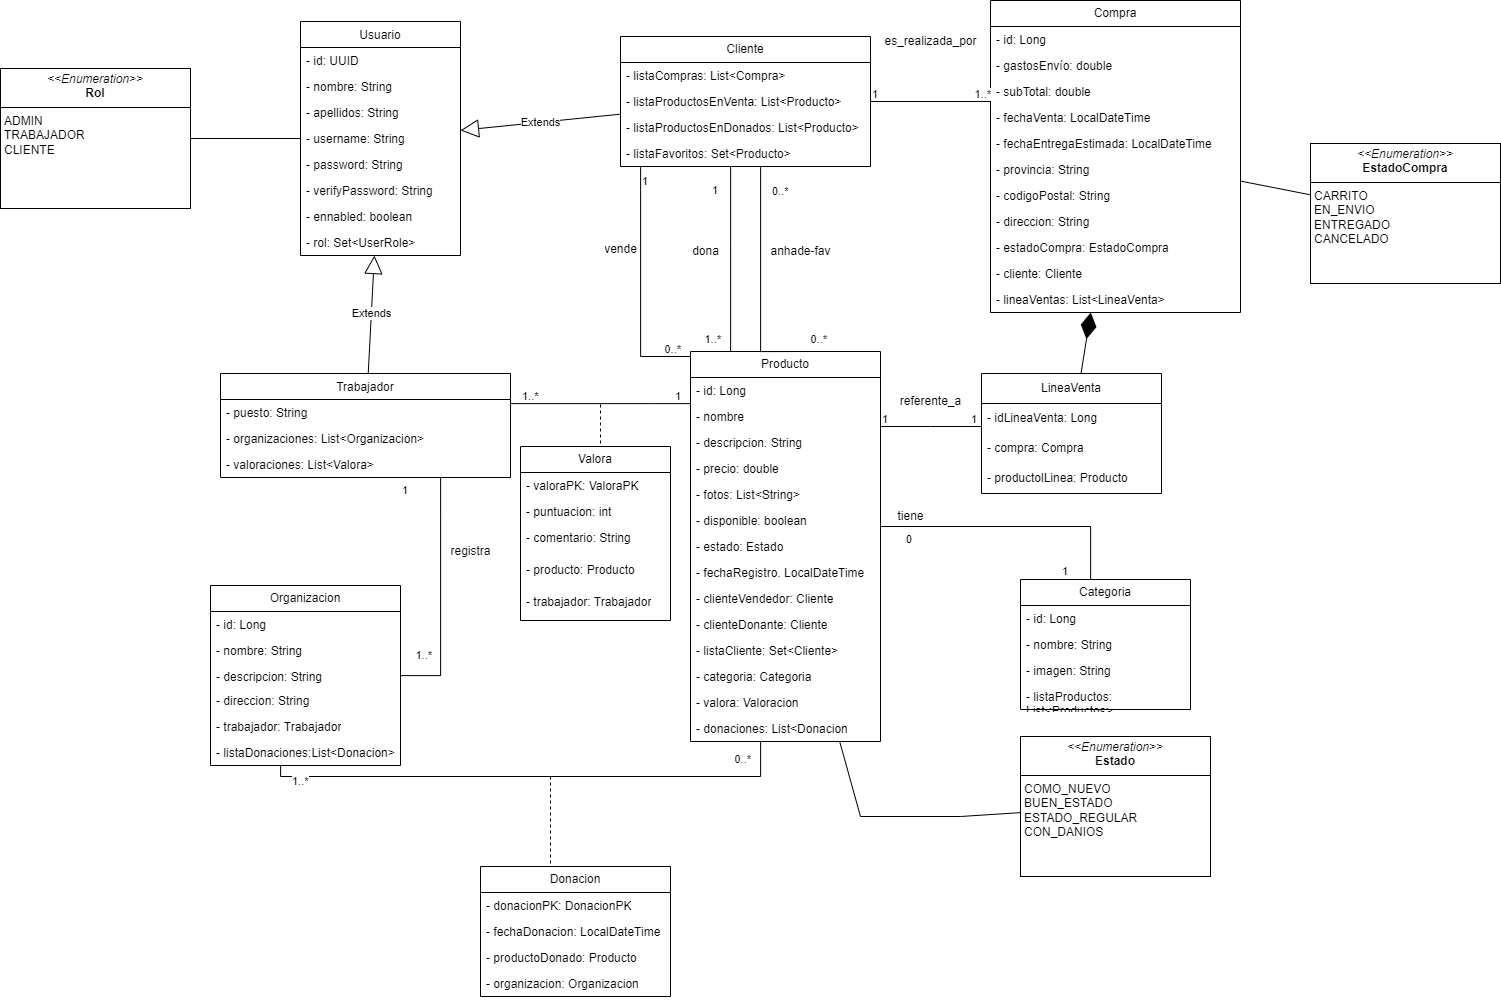 <<Enumeration>>
Rol
ADMIN
TRABAJADOR
CLIENTE
Usuario
- id: UUID
- nombre: String
- apellidos: String
- username: String
- password: String
- verifyPassword: String
- ennabled: boolean
- rol: Set<UserRole>
Extends
Cliente
- listaCompras: List<Compra>
- listaProductosEnVenta: List<Producto>
- listaProductosEnDonados: List<Producto>
- listaFavoritos: Set<Producto>
es_realizada_por
1
1..*
Compra
- id: Long
- gastosEnvío: double
- subTotal: double
- fechaVenta: LocalDateTime
- fechaEntregaEstimada: LocalDateTime
- provincia: String
- codigoPostal: String
- direccion: String
- estadoCompra: EstadoCompra
- cliente: Cliente
- lineaVentas: List<LineaVenta>
<<Enumeration>>
EstadoCompra
CARRITO
EN_ENVIO
ENTREGADO
CANCELADO
1
1
0..*
vende
dona
anhade-fav
0..*
1..*
0..*
Extends
Trabajador
- puesto: String
- organizaciones: List<Organizacion>
- valoraciones: List<Valora>
1..*
1
Valora
- valoraPK: ValoraPK
- puntuacion: int
- comentario: String
- producto: Producto
- trabajador: Trabajador
Producto
- id: Long
- nombre
- descripcion. String
- precio: double
- fotos: List<String>
- disponible: boolean
- estado: Estado
- fechaRegistro. LocalDateTime
- clienteVendedor: Cliente
- clienteDonante: Cliente
- listaCliente: Set<Cliente>
- categoria: Categoria
- valora: Valoracion
- donaciones: List<Donacion
referente_a
1
1
LineaVenta
- idLineaVenta: Long
- compra: Compra
- productolLinea: Producto
tiene
0
1
Categoria
- id: Long
- nombre: String
- imagen: String
- listaProductos:
List<Productos>
1
registra
1..*
Organizacion
- id: Long
- nombre: String
- descripcion: String
- direccion: String
- trabajador: Trabajador
- listaDonaciones:List<Donacion>
1..*
0..*
<<Enumeration>>
Estado
COMO_NUEVO
BUEN_ESTADO
ESTADO_REGULAR
CON_DANIOS
Donacion
- donacionPK: DonacionPK
- fechaDonacion: LocalDateTime
- productoDonado: Producto
- organizacion: Organizacion